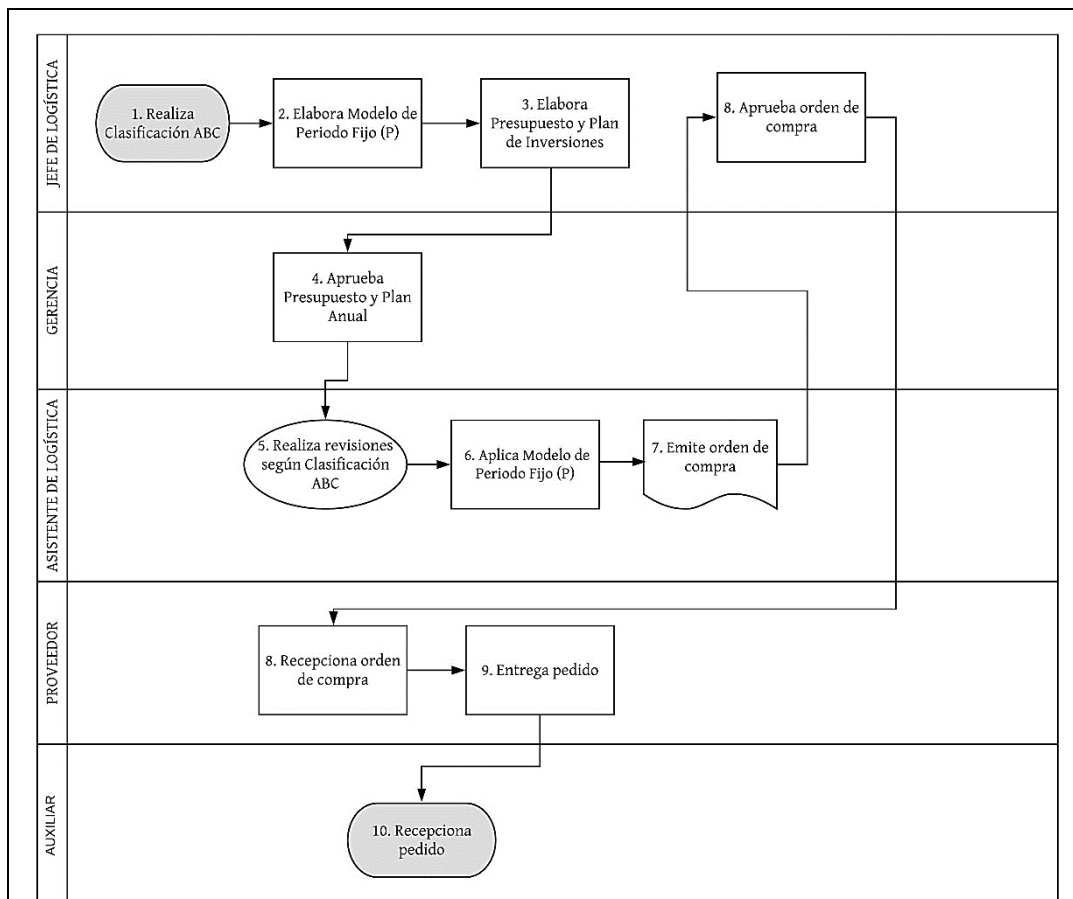 JEFE DE LOGÍSTICA
1. Realiza
Clasificación ABC
2. Elabora Modelo de
Periodo Fijo (P)
3. Elabora
Presupuesto y Plan
de Inversiones
8. Aprueba orden de
compra
GERENCIA
4. Aprueba
Presupuesto y Plan
Anual
ASISTENTE DE LOGÍSTICA
5. Realiza revisiones
según Clasificación
ABC
6. Aplica Modelo de
Periodo Fijo (P)
7. Emite orden de
compra
PROVEEDOR
8. Recepciona orden
de compra
9. Entrega pedido
AUXILIAR
10. Recepciona
pedido